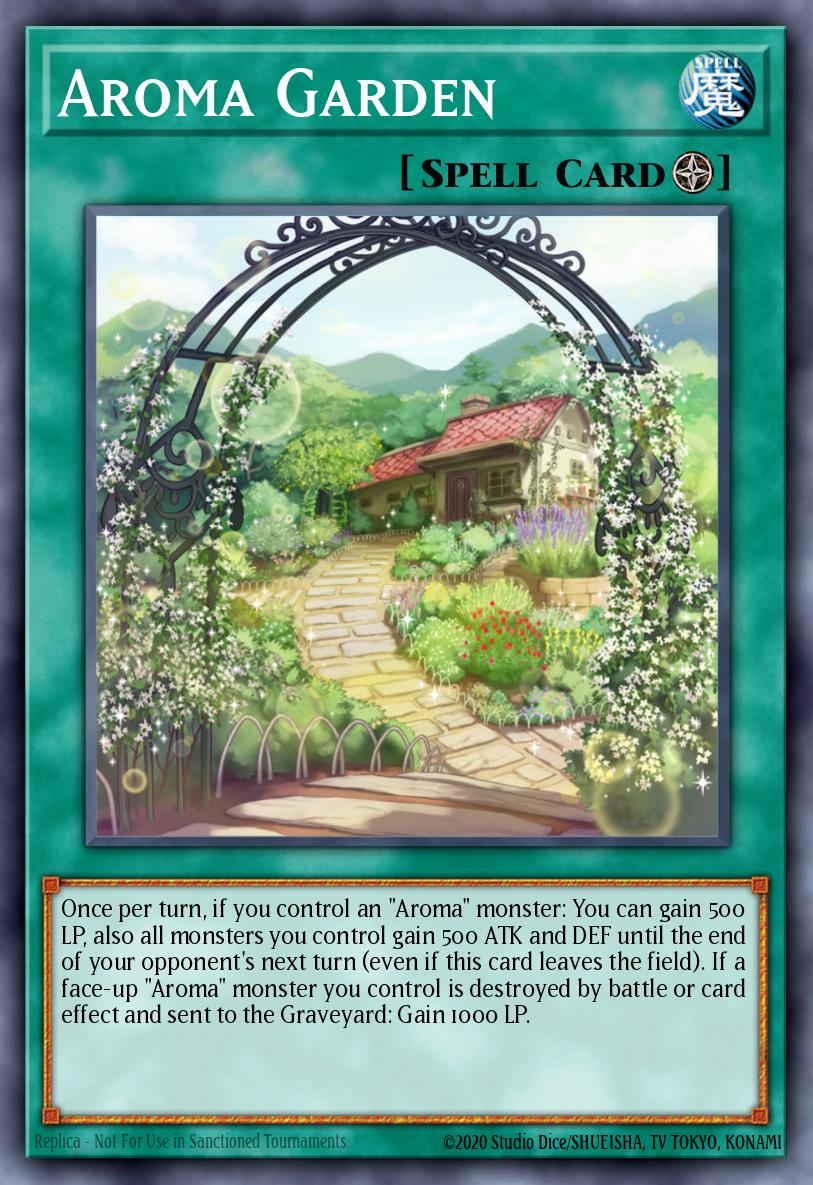 Aroma Garden
SPELL
魔
[Spell Card]
Once per turn, if you control an "Aroma" monster: You can gain 500
LP, also all monsters you control gain 500 ATK and DEF until the end
of your opponent's next turn (even if this card leaves the field). If a
face-up "Aroma" monster you control is destroyed by battle or card
effect and sent to the Graveyard: Gain 1000 LP.
Replica - Not For Use in Sanctioned Tournaments.
©2020 Studio Dice/SHUEISHA, TV TOKYO, KONAMI